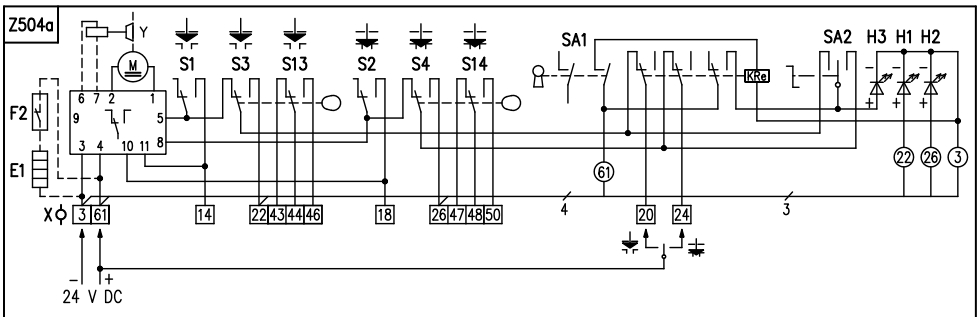 Z504a
Y
M
S1 S3 S13 S2 S4 S14 SA1 KRe SA2 H3 H1 H2
F2
6 7 2 1
9 5
8
3 4 10 11
E1
− − −
+ + +
61 22 26 3
4 3
X 3 61 14 22 43 44 46 18 26 47 48 50 20 24
− +
24 V DC